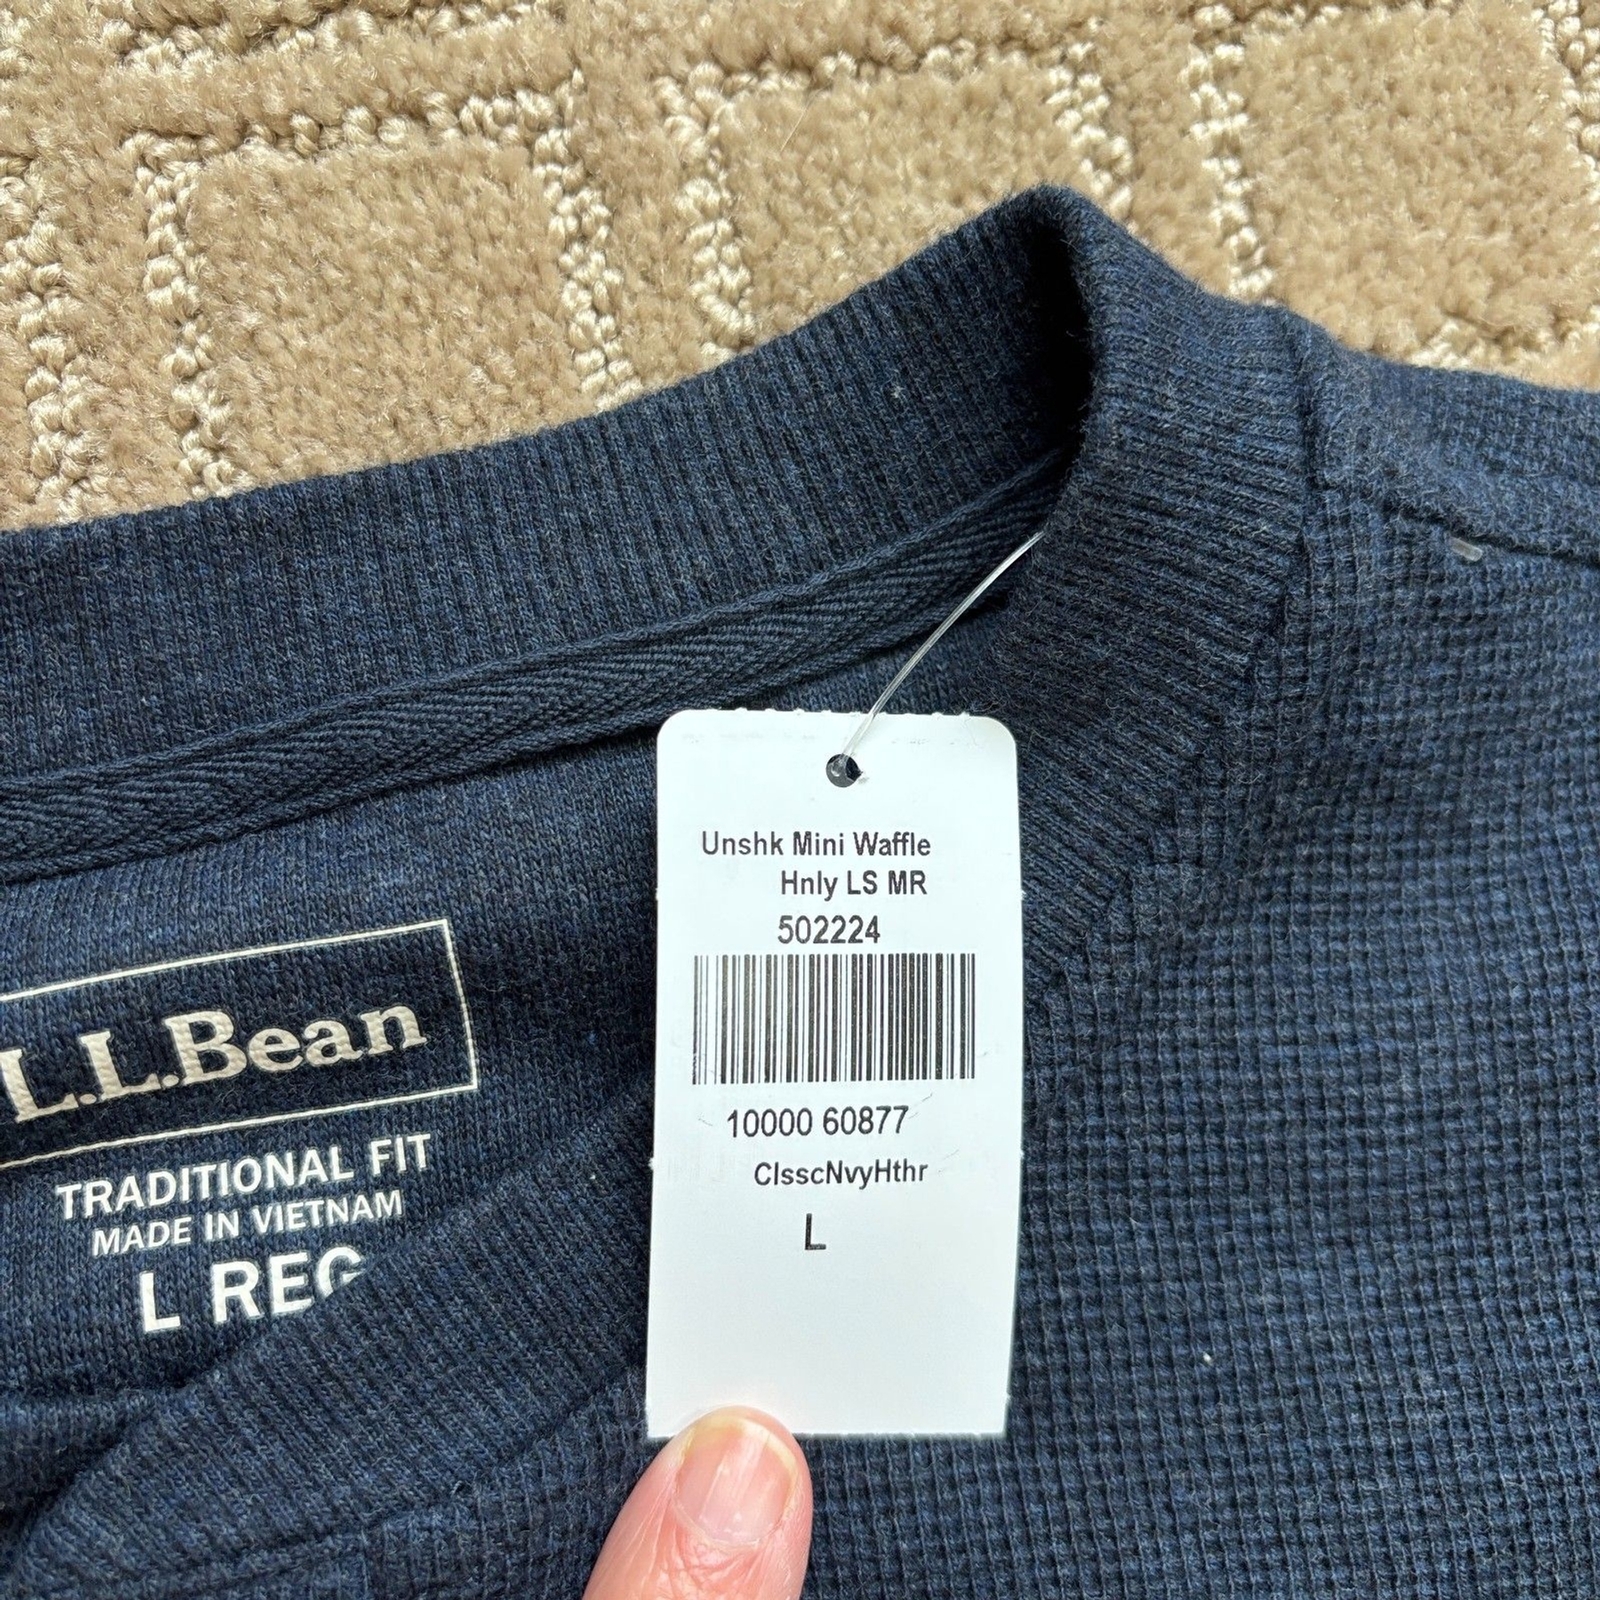 Unshk Mini Waffle
Hnly LS MR
502224
10000 60877
ClsscNvyHthr
L
L.L.Bean
TRADITIONAL FIT
MADE IN VIETNAM
L REG